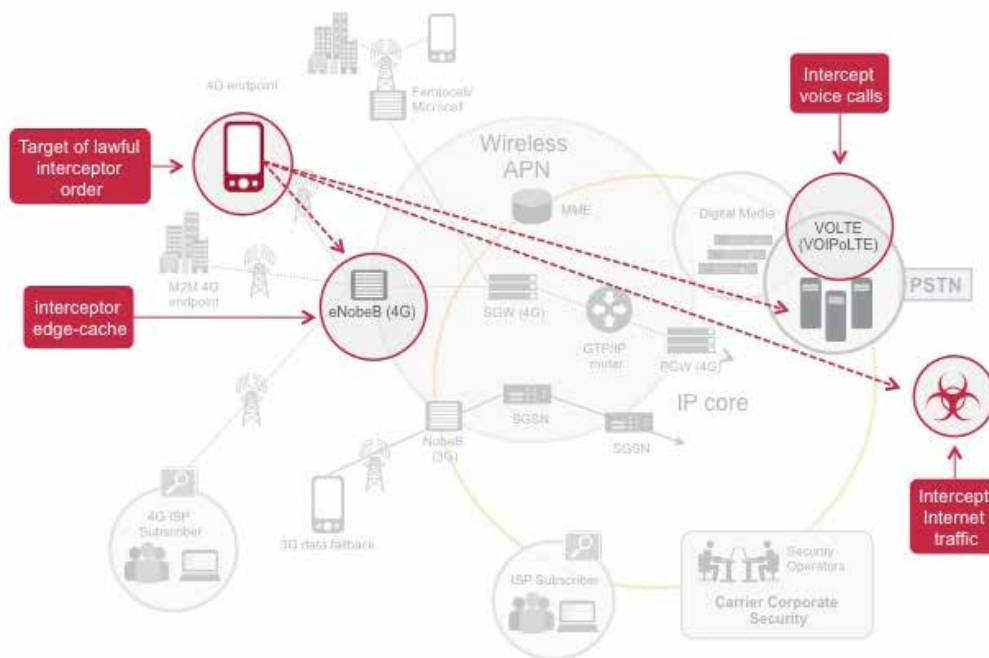 4G endpoint
Femtocell/
Microcell
Intercept
voice calls
Target of lawful
interceptor
order
Wireless
APN
MME
Digital Media
VOLTE
(VOIPoLTE)
PSTN
M2M 4G
endpoint
interceptor
edge-cache
eNobeB (4G)
SGW (4G)
GTP/IP
router
PGW (4G)
IP core
SGSN
SGSN
NobeB
(3G)
4G ISP
Subscriber
3G data fallback
Intercept
Internet
traffic
ISP Subscriber
Security
Operators
Carrier Corporate
Security